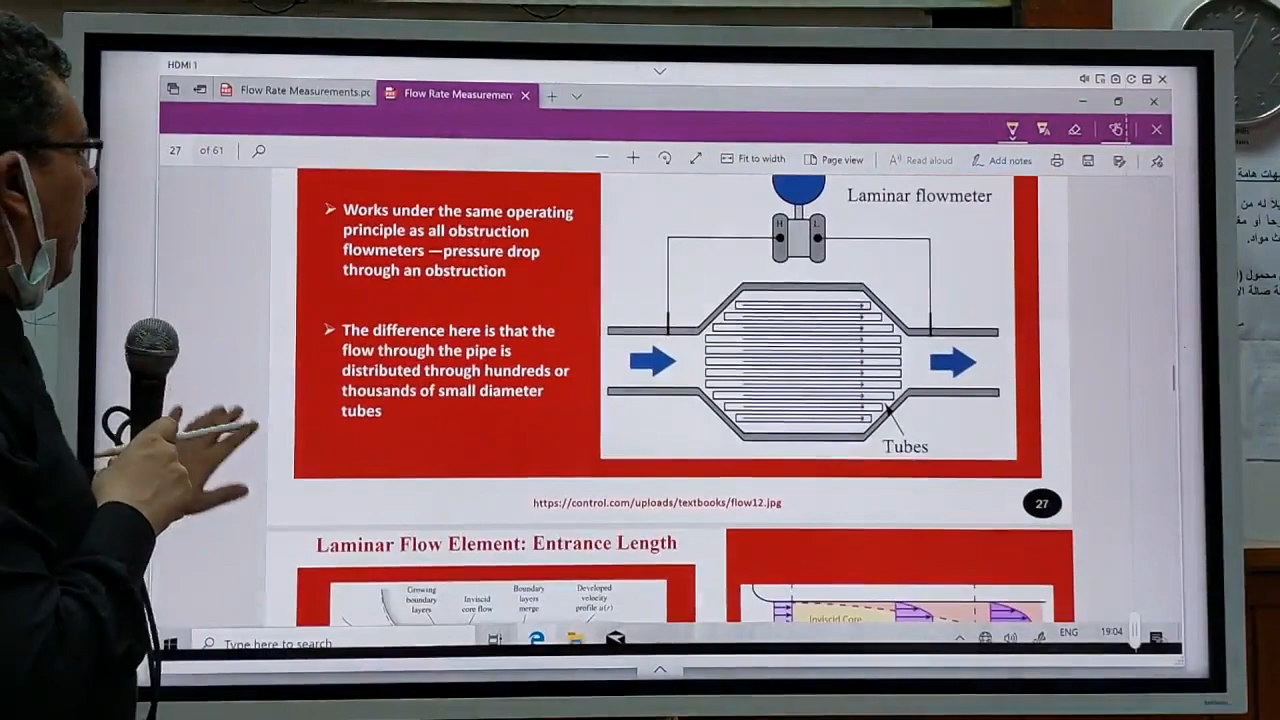 HDMI 1
Flow Rate Measurements.pc
Flow Rate Measuremen
27 of 61
Fit to width
Page view
Read aloud
Add notes
➢ Works under the same operating
principle as all obstruction
flowmeters —pressure drop
through an obstruction
➢ The difference here is that the
flow through the pipe is
distributed through hundreds or
thousands of small diameter
tubes
Laminar flowmeter
H L
Tubes
https://control.com/uploads/textbooks/flow12.jpg
27
Laminar Flow Element: Entrance Length
Growing
boundary
layers
Inviscid
core flow
Boundary
layers
merge
Developed
velocity
profile u(r)
Inviscid Core
Type here to search
ENG
19:04